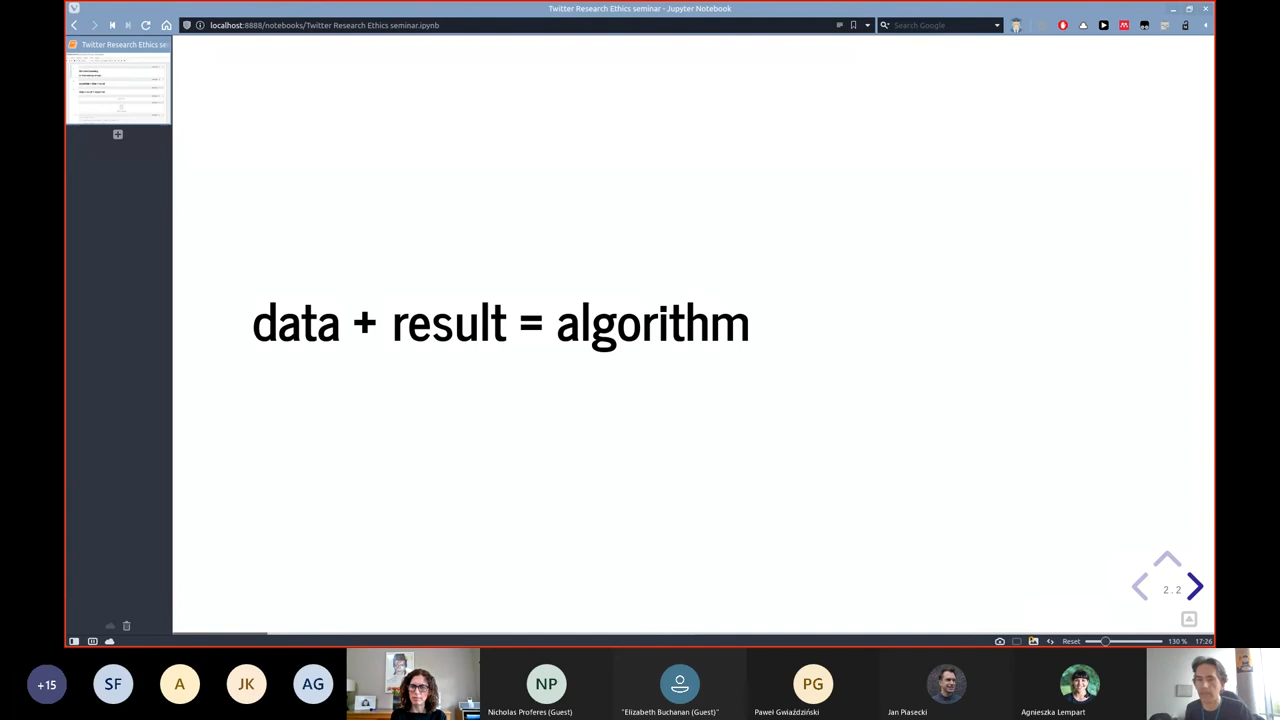 Twitter Research Ethics seminar - Jupyter Notebook
localhost:8888/notebooks/Twitter Research Ethics seminar.ipynb
Search Google
Twitter Research Ethics se:
data + result = algorithm
2.2
Reset
130 %
17:26
+15
SF
A
JK
AG
NP
PG
Nicholas Proferes (Guest)
"Elizabeth Buchanan (Guest)"
Paweł Gwiaździński
Jan Piasecki
Agnieszka Lempart